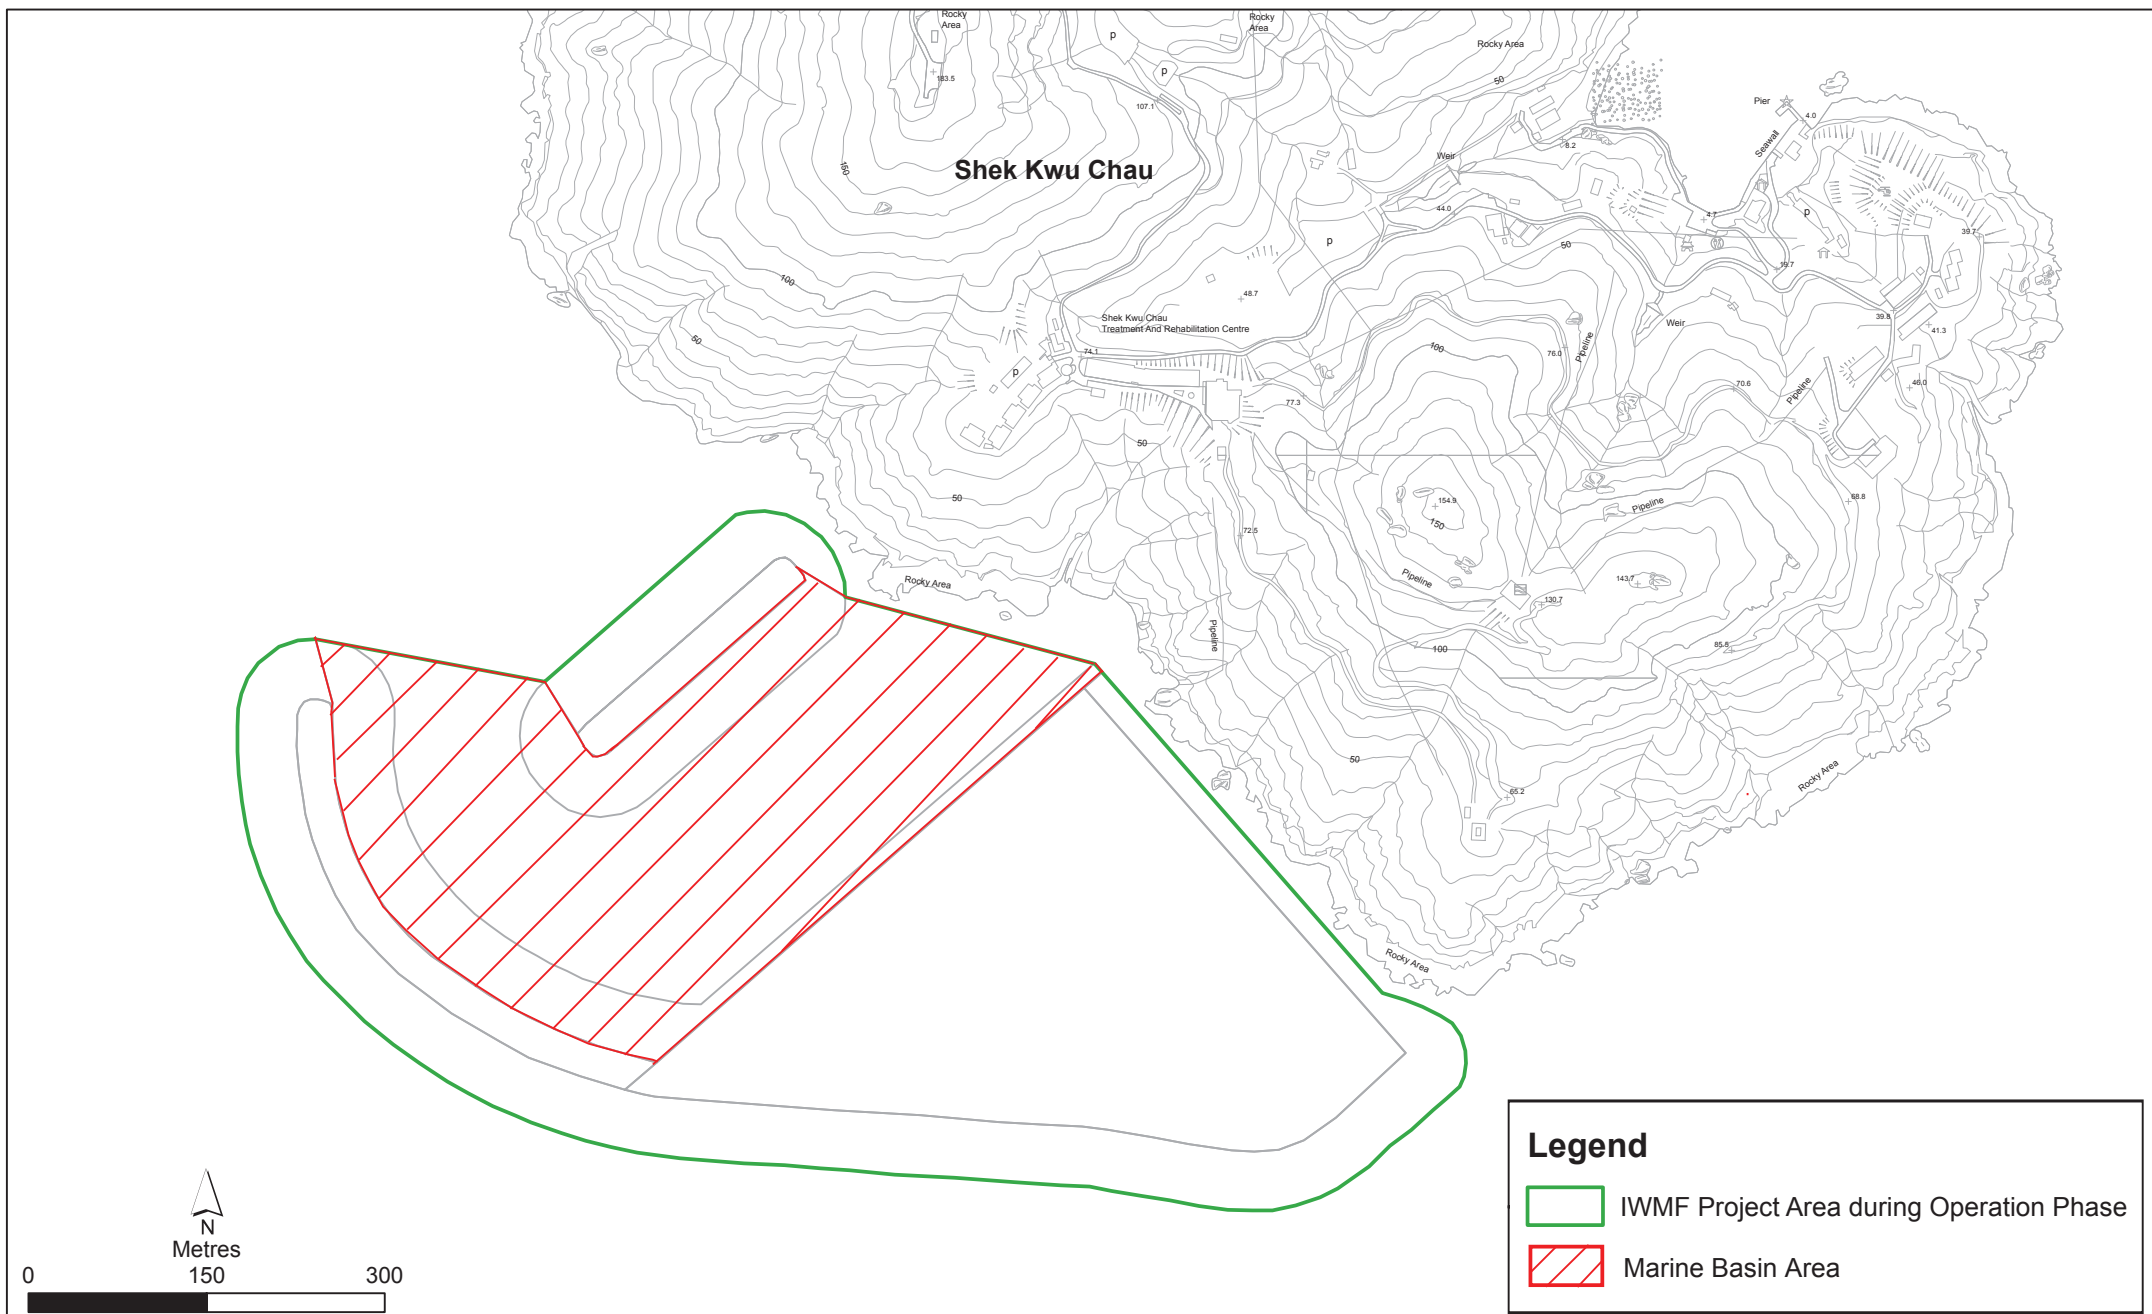 Rocky
Area
Rocky
Area
Rocky Area
p
p
183.5
107.1
50
Pier
4.0
Seawall
150
Shek Kwu Chau
Weir
8.2
44.0
4.7
p
p
39.7
50
19.7
100
48.7
Shek Kwu Chau
Treatment And Rehabilitation Centre
39.8
41.3
Weir
50
74.1
p
100
76.0
Pipeline
70.6
Pipeline
46.0
77.3
50
50
154.9
150
Pipeline
68.8
72.5
Rocky Area
Pipeline
143.7
130.7
Pipeline
100
85.5
50
65.2
Rocky Area
Rocky Area
N
Metres
0 150 300
Legend
IWMF Project Area during Operation Phase
Marine Basin Area